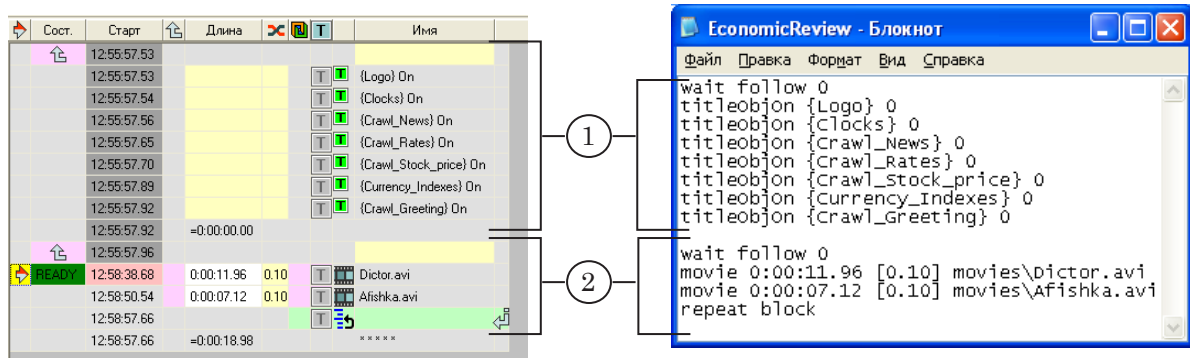 Сост. Старт Длина T Имя
12:55:57.53
12:55:57.53 T T {Logo} On
12:55:57.54 T T {Clocks} On
12:55:57.56 T T {Crawl_News} On
12:55:57.65 T T {Crawl_Rates} On
12:55:57.70 T T {Crawl_Stock_price} On
12:55:57.89 T T {Currency_Indexes} On
12:55:57.92 T T {Crawl_Greeting} On
12:55:57.92 =0:00:00.00
12:55:57.96
READY 12:58:38.68 0:00:11.96 0.10 T Dictor.avi
12:58:50.54 0:00:07.12 0.10 T Afishka.avi
12:58:57.66 T
12:58:57.66 =0:00:18.98 * * * * *
1
2
EconomicReview - Блокнот
Файл Правка Формат Вид Справка
wait follow 0
titleObjOn {Logo} 0
titleObjOn {Clocks} 0
titleObjOn {Crawl_News} 0
titleObjOn {Crawl_Rates} 0
titleObjOn {Crawl_Stock_price} 0
titleObjOn {Currency_Indexes} 0
titleObjOn {Crawl_Greeting} 0
wait follow 0
movie 0:00:11.96 [0.10] movies\Dictor.avi
movie 0:00:07.12 [0.10] movies\Afishka.avi
repeat block